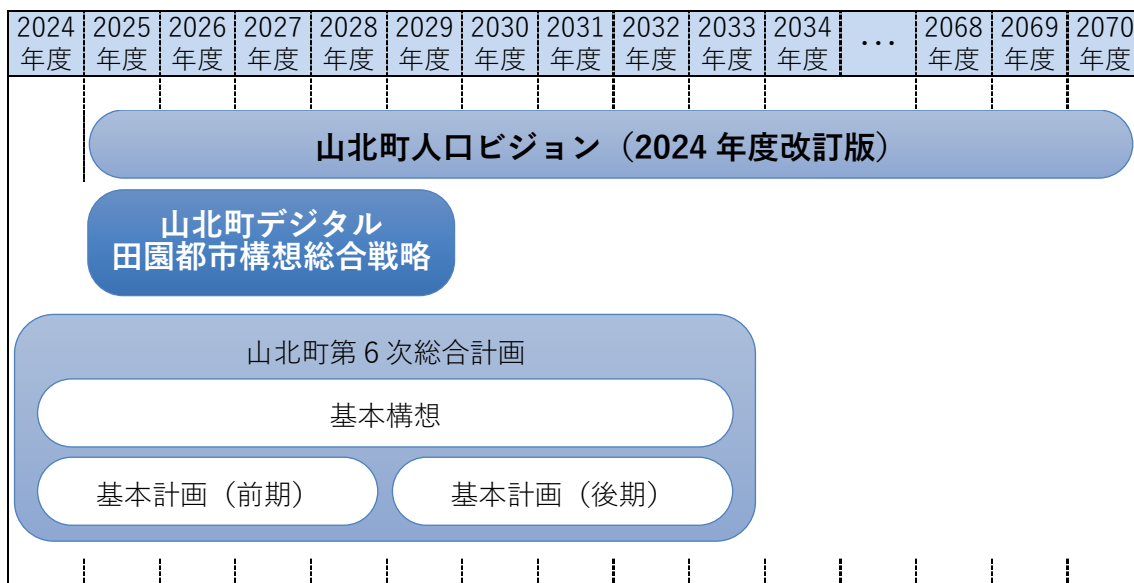 2024 2025 2026 2027 2028 2029 2030 2031 2032 2033 2034 … 2068 2069 2070
年度 年度 年度 年度 年度 年度 年度 年度 年度 年度 年度 年度 年度 年度
山北町人口ビジョン（2024 年度改訂版）
山北町デジタル
田園都市構想総合戦略
山北町第６次総合計画
基本構想
基本計画（前期） 基本計画（後期）